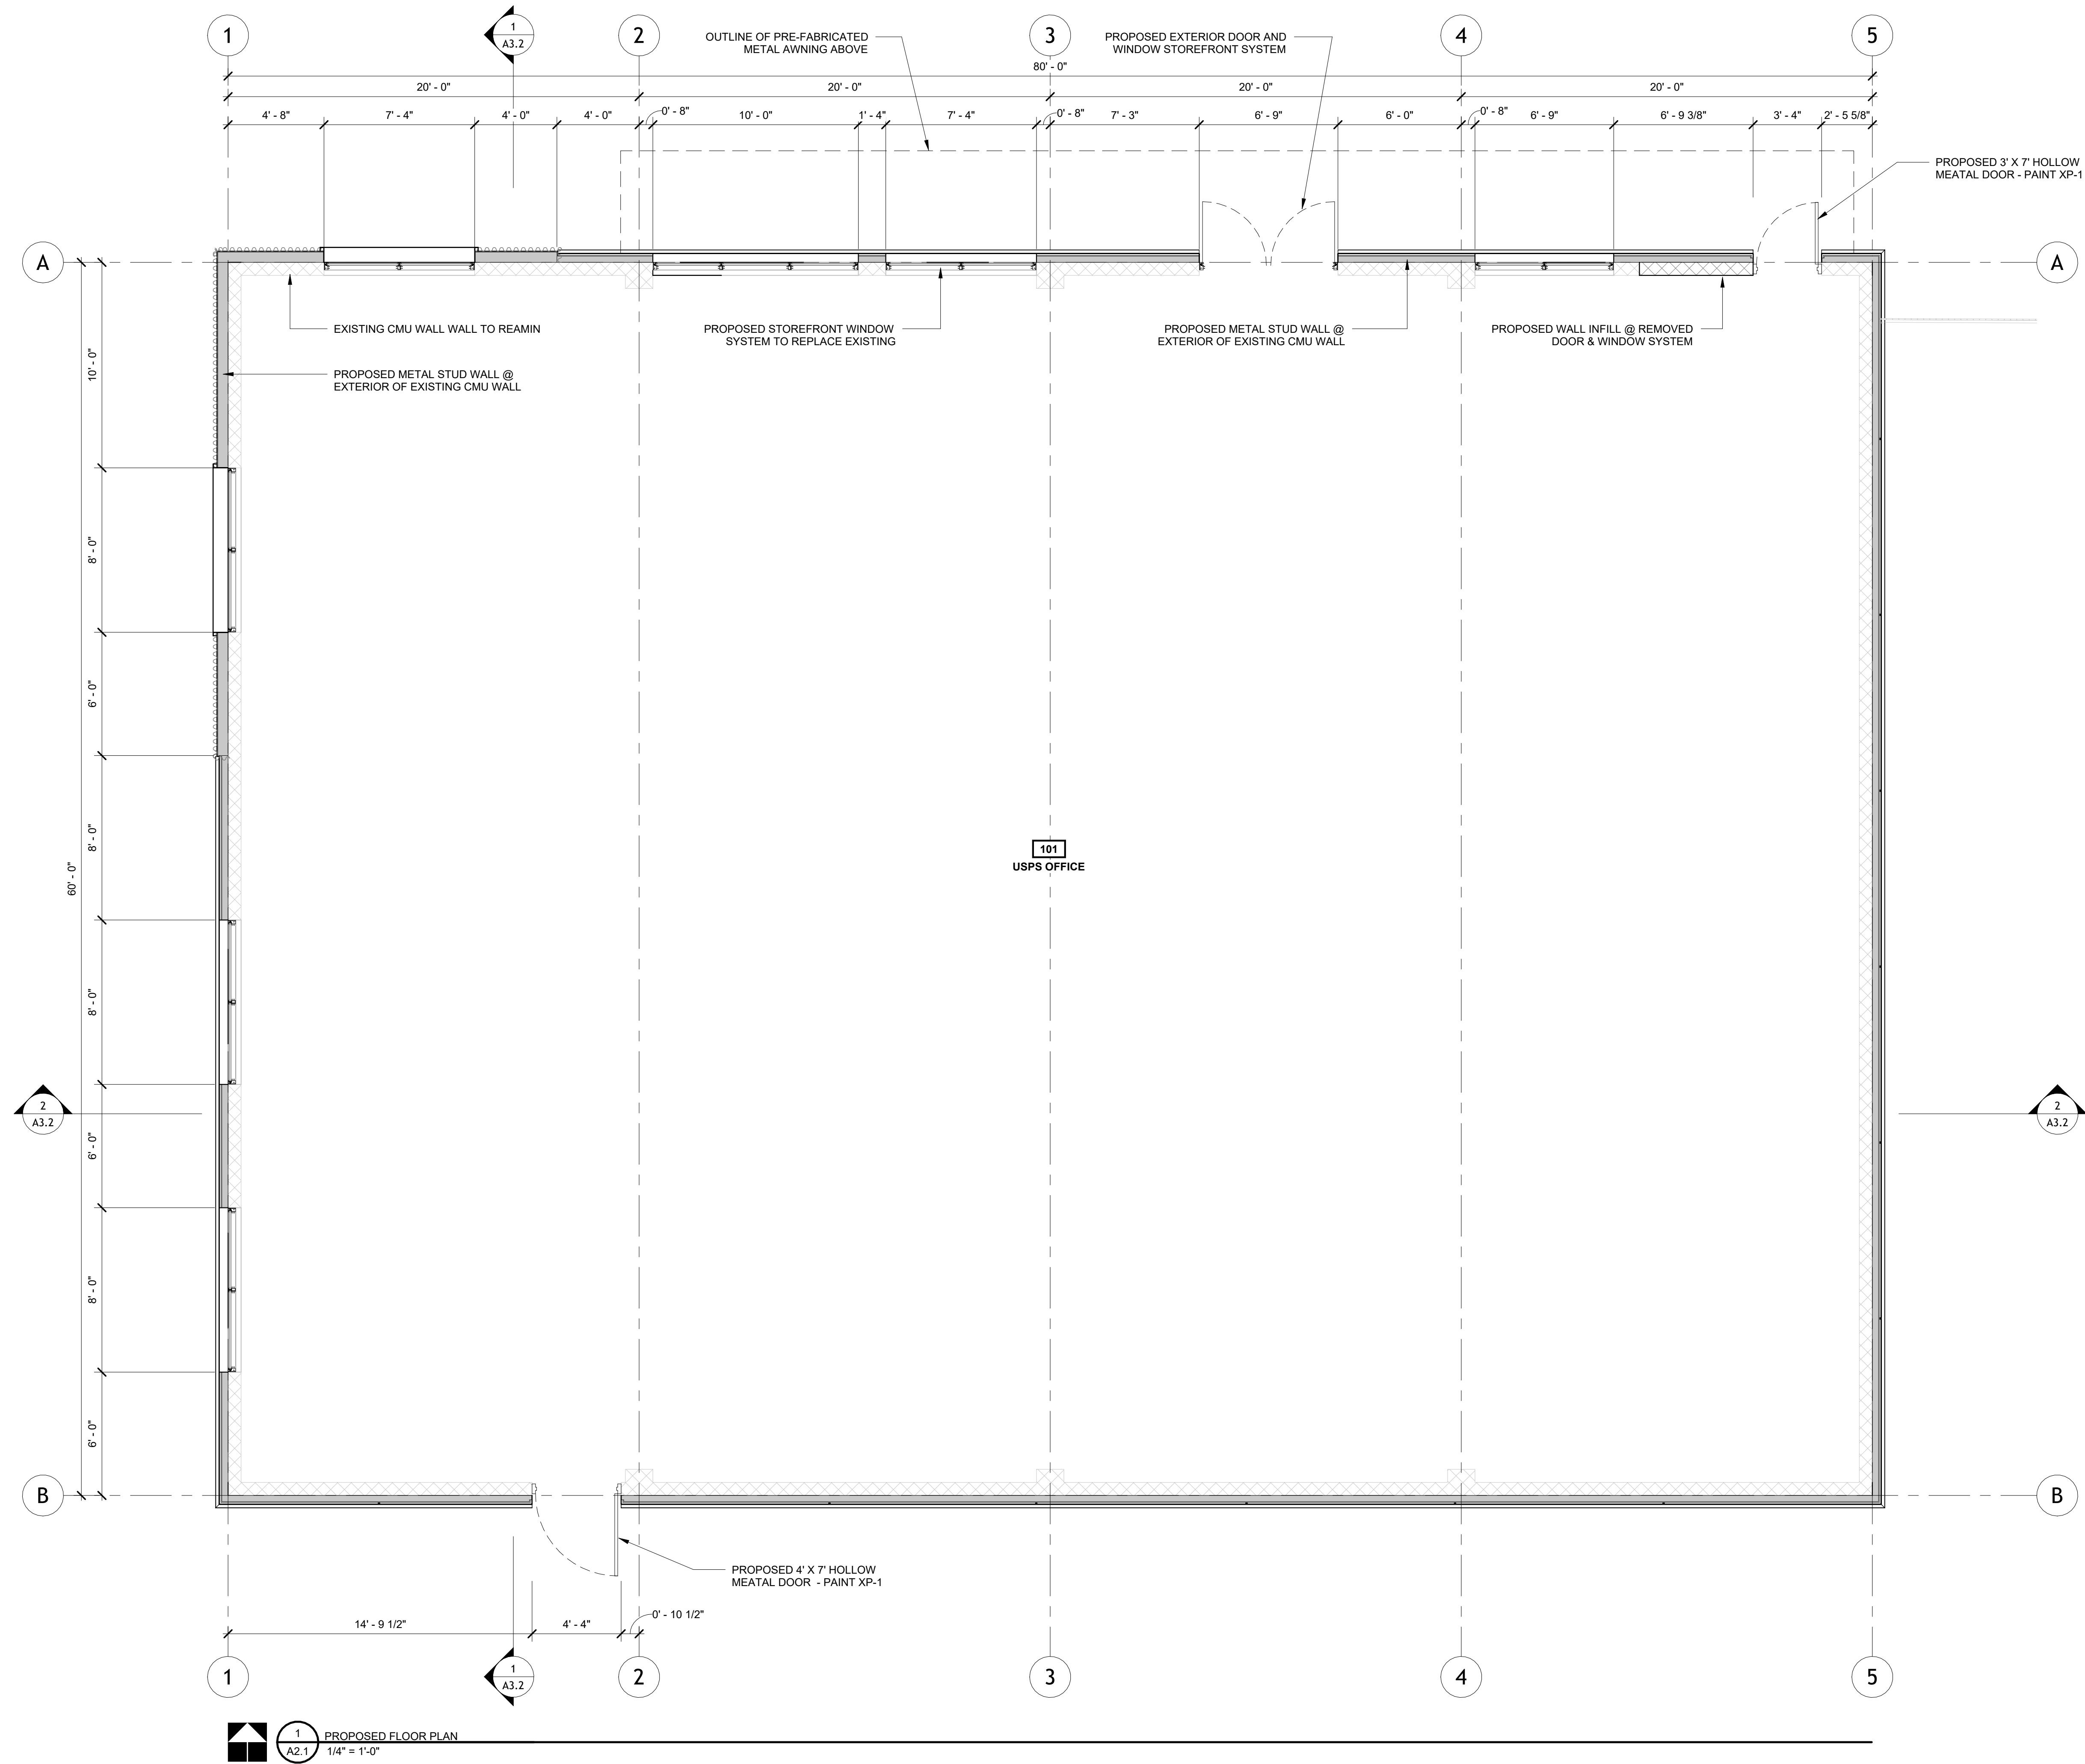 1
1
A3.2
2
3
4
5
OUTLINE OF PRE-FABRICATED
METAL AWNING ABOVE
PROPOSED EXTERIOR DOOR AND
WINDOW STOREFRONT SYSTEM
80' - 0"
20' - 0"
20' - 0"
20' - 0"
20' - 0"
4' - 8"
7' - 4"
4' - 0"
4' - 0"
0' - 8"
10' - 0"
1' - 4"
7' - 4"
0' - 8"
7' - 3"
6' - 9"
6' - 0"
0' - 8"
6' - 9"
6' - 9 3/8"
3' - 4"
2' - 5 5/8"
PROPOSED 3' X 7' HOLLOW
MEATAL DOOR - PAINT XP-1
A
A
EXISTING CMU WALL WALL TO REAMIN
PROPOSED STOREFRONT WINDOW
SYSTEM TO REPLACE EXISTING
PROPOSED METAL STUD WALL @
EXTERIOR OF EXISTING CMU WALL
PROPOSED WALL INFILL @ REMOVED
DOOR & WINDOW SYSTEM
PROPOSED METAL STUD WALL @
EXTERIOR OF EXISTING CMU WALL
10' - 0"
8' - 0"
6' - 0"
8' - 0"
60' - 0"
8' - 0"
6' - 0"
8' - 0"
6' - 0"
101
USPS OFFICE
2
A3.2
2
A3.2
B
B
PROPOSED 4' X 7' HOLLOW
MEATAL DOOR  - PAINT XP-1
14' - 9 1/2"
4' - 4"
0' - 10 1/2"
1
1
A3.2
2
3
4
5
1
A2.1
PROPOSED FLOOR PLAN
1/4" = 1'-0"